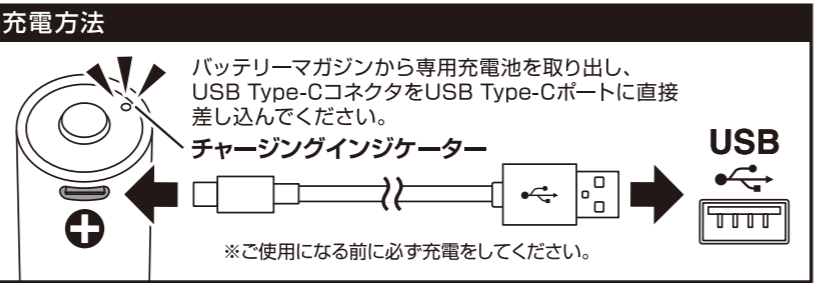 充電方法
バッテリーマガジンから専用充電池を取り出し、
USB Type-CコネクタをUSB Type-Cポートに直接
差し込んでください。
チャージングインジケーター
USB
※ご使用になる前に必ず充電をしてください。